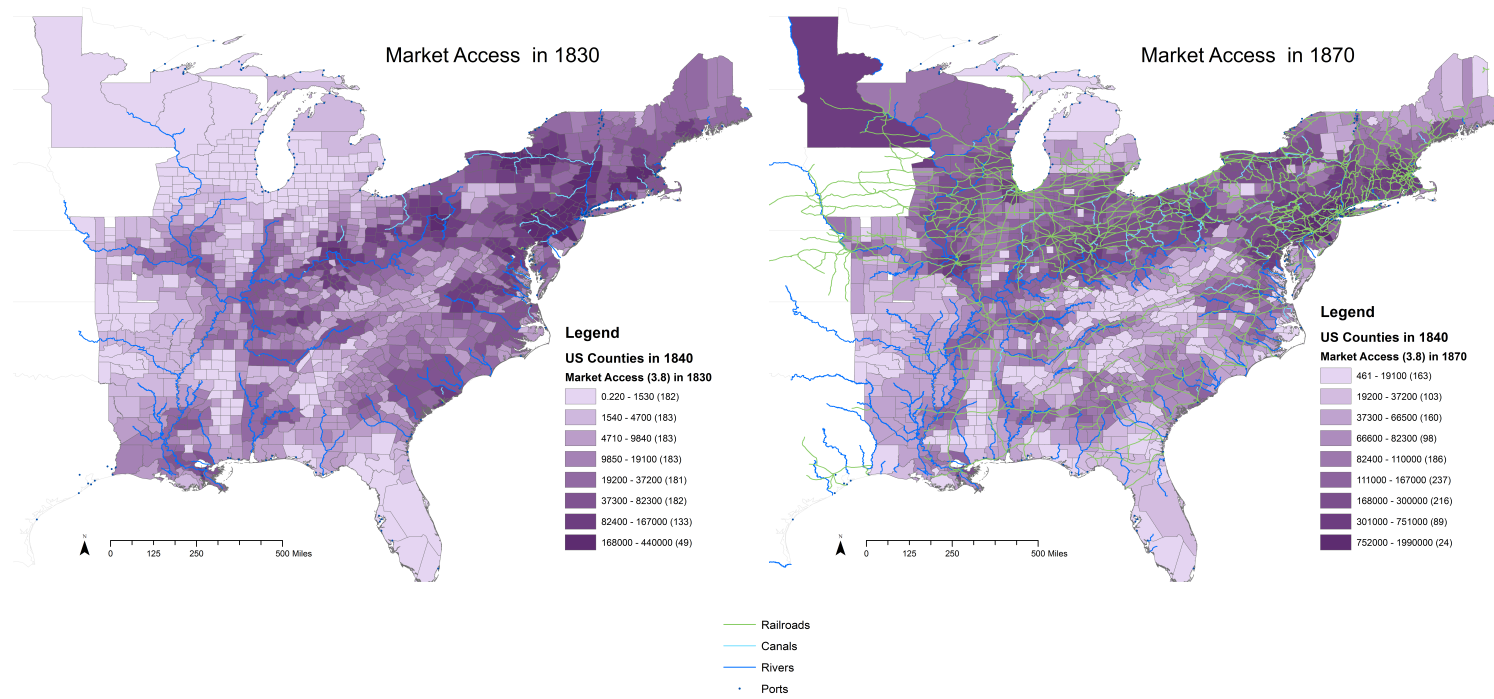 Market Access in 1830
Legend
US Counties in 1840
Market Access (3.8) in 1830
0.220 - 1530 (182)
1540 - 4700 (183)
4710 - 9840 (183)
9850 - 19100 (183)
19200 - 37200 (181)
37300 - 82300 (182)
82400 - 167000 (133)
168000 - 440000 (49)
N
0 125 250 500 Miles
Market Access in 1870
Legend
US Counties in 1840
Market Access (3.8) in 1870
461 - 19100 (163)
19200 - 37200 (103)
37300 - 66500 (160)
66600 - 82300 (98)
82400 - 110000 (186)
111000 - 167000 (237)
168000 - 300000 (216)
301000 - 751000 (89)
752000 - 1990000 (24)
N
0 125 250 500 Miles
Railroads
Canals
Rivers
Ports